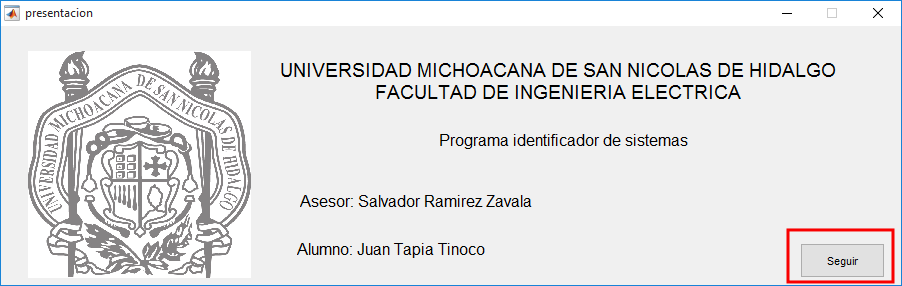 presentacion
UNIVERSIDAD MICHOACANA DE SAN NICOLAS DE HIDALGO
FACULTAD DE INGENIERIA ELECTRICA
UNIVERSIDAD MICHOACANA DE SAN NICOLAS DE HIDALGO
Programa identificador de sistemas
Asesor: Salvador Ramirez Zavala
Alumno: Juan Tapia Tinoco
Seguir